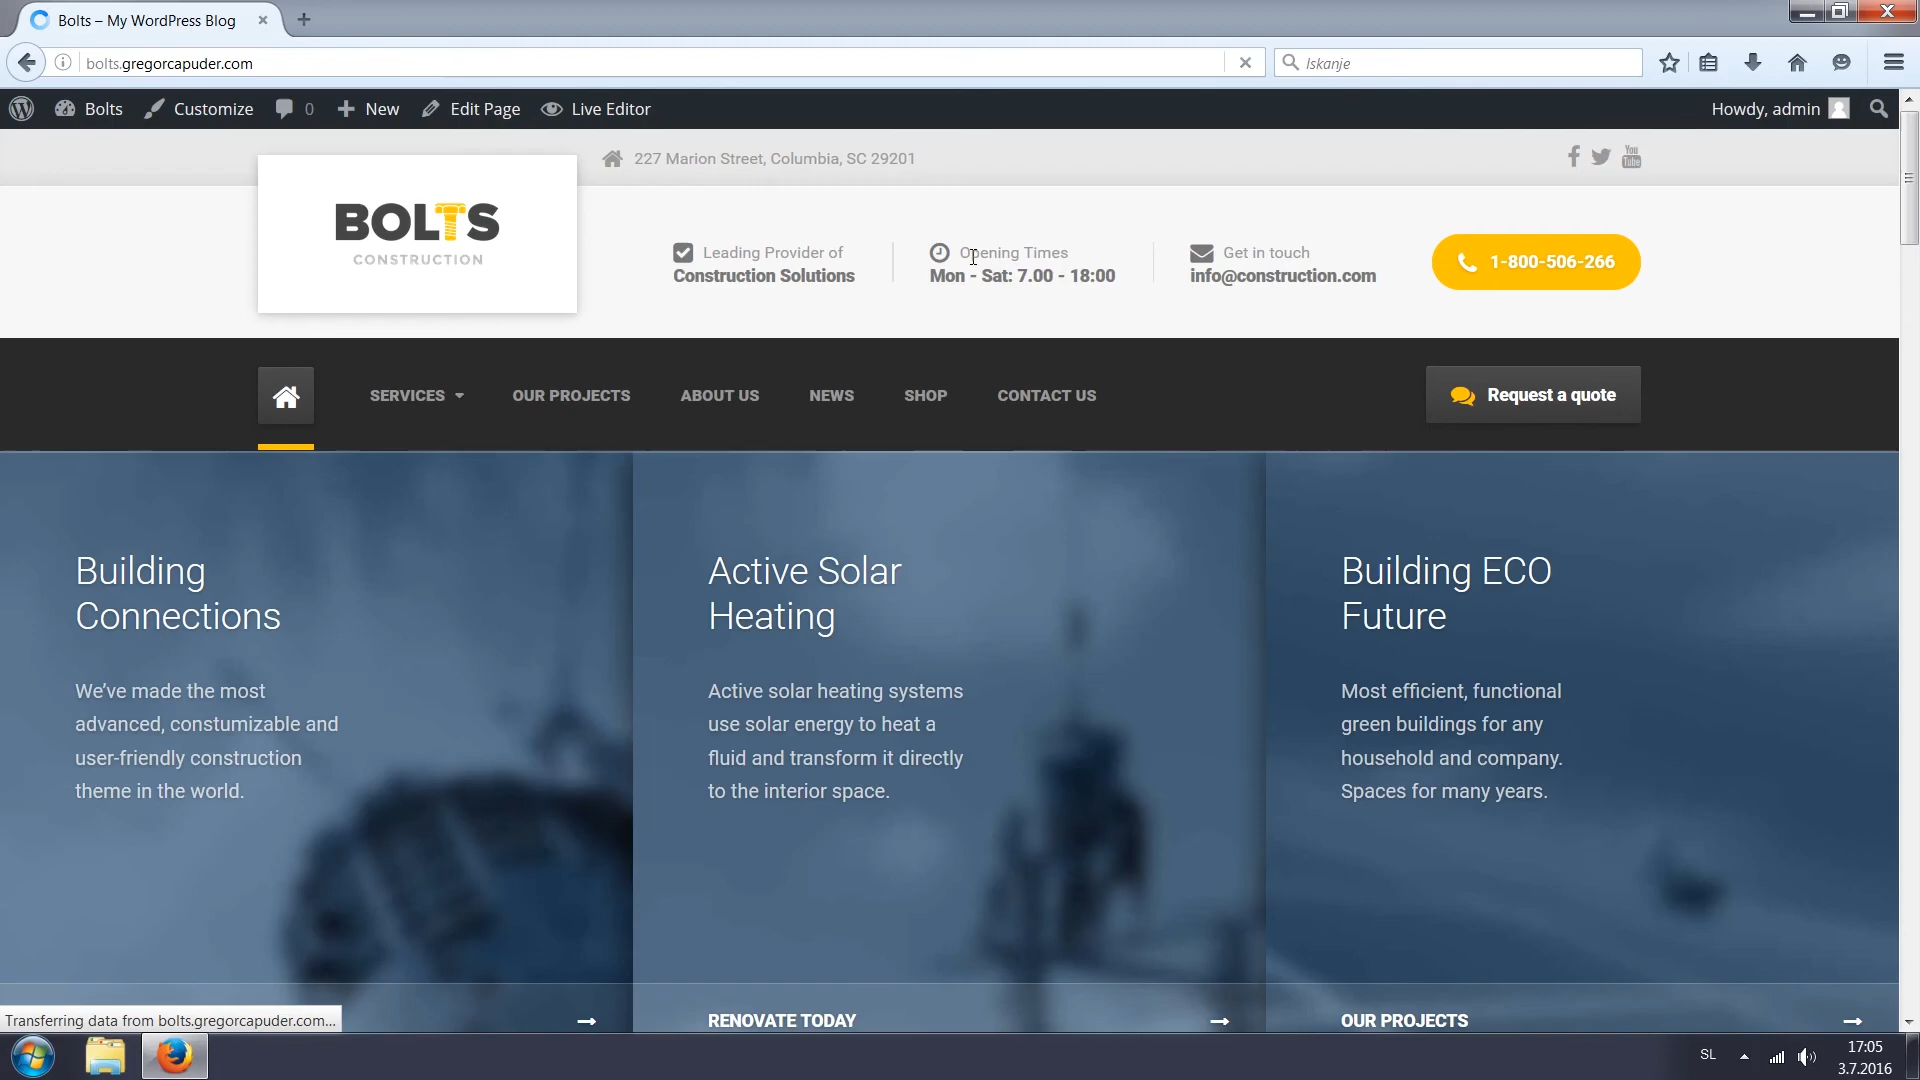 Bolts – My WordPress Blog
bolts.gregorcapuder.com
Iskanje
Bolts
Customize
0
New
Edit Page
Live Editor
Howdy, admin
227 Marion Street, Columbia, SC 29201
You
Tube
BOLTS
CONSTRUCTION
Leading Provider of
Construction Solutions
Opening Times
Mon - Sat: 7.00 - 18:00
Get in touch
info@construction.com
1-800-506-266
SERVICES
OUR PROJECTS
ABOUT US
NEWS
SHOP
CONTACT US
Request a quote
Building
Connections
We've made the most
advanced, constumizable and
user-friendly construction
theme in the world.
Active Solar
Heating
Active solar heating systems
use solar energy to heat a
fluid and transform it directly
to the interior space.
Building ECO
Future
Most efficient, functional
green buildings for any
household and company.
Spaces for many years.
Transferring data from bolts.gregorcapuder.com...
RENOVATE TODAY
OUR PROJECTS
SL
17:05
3.7.2016